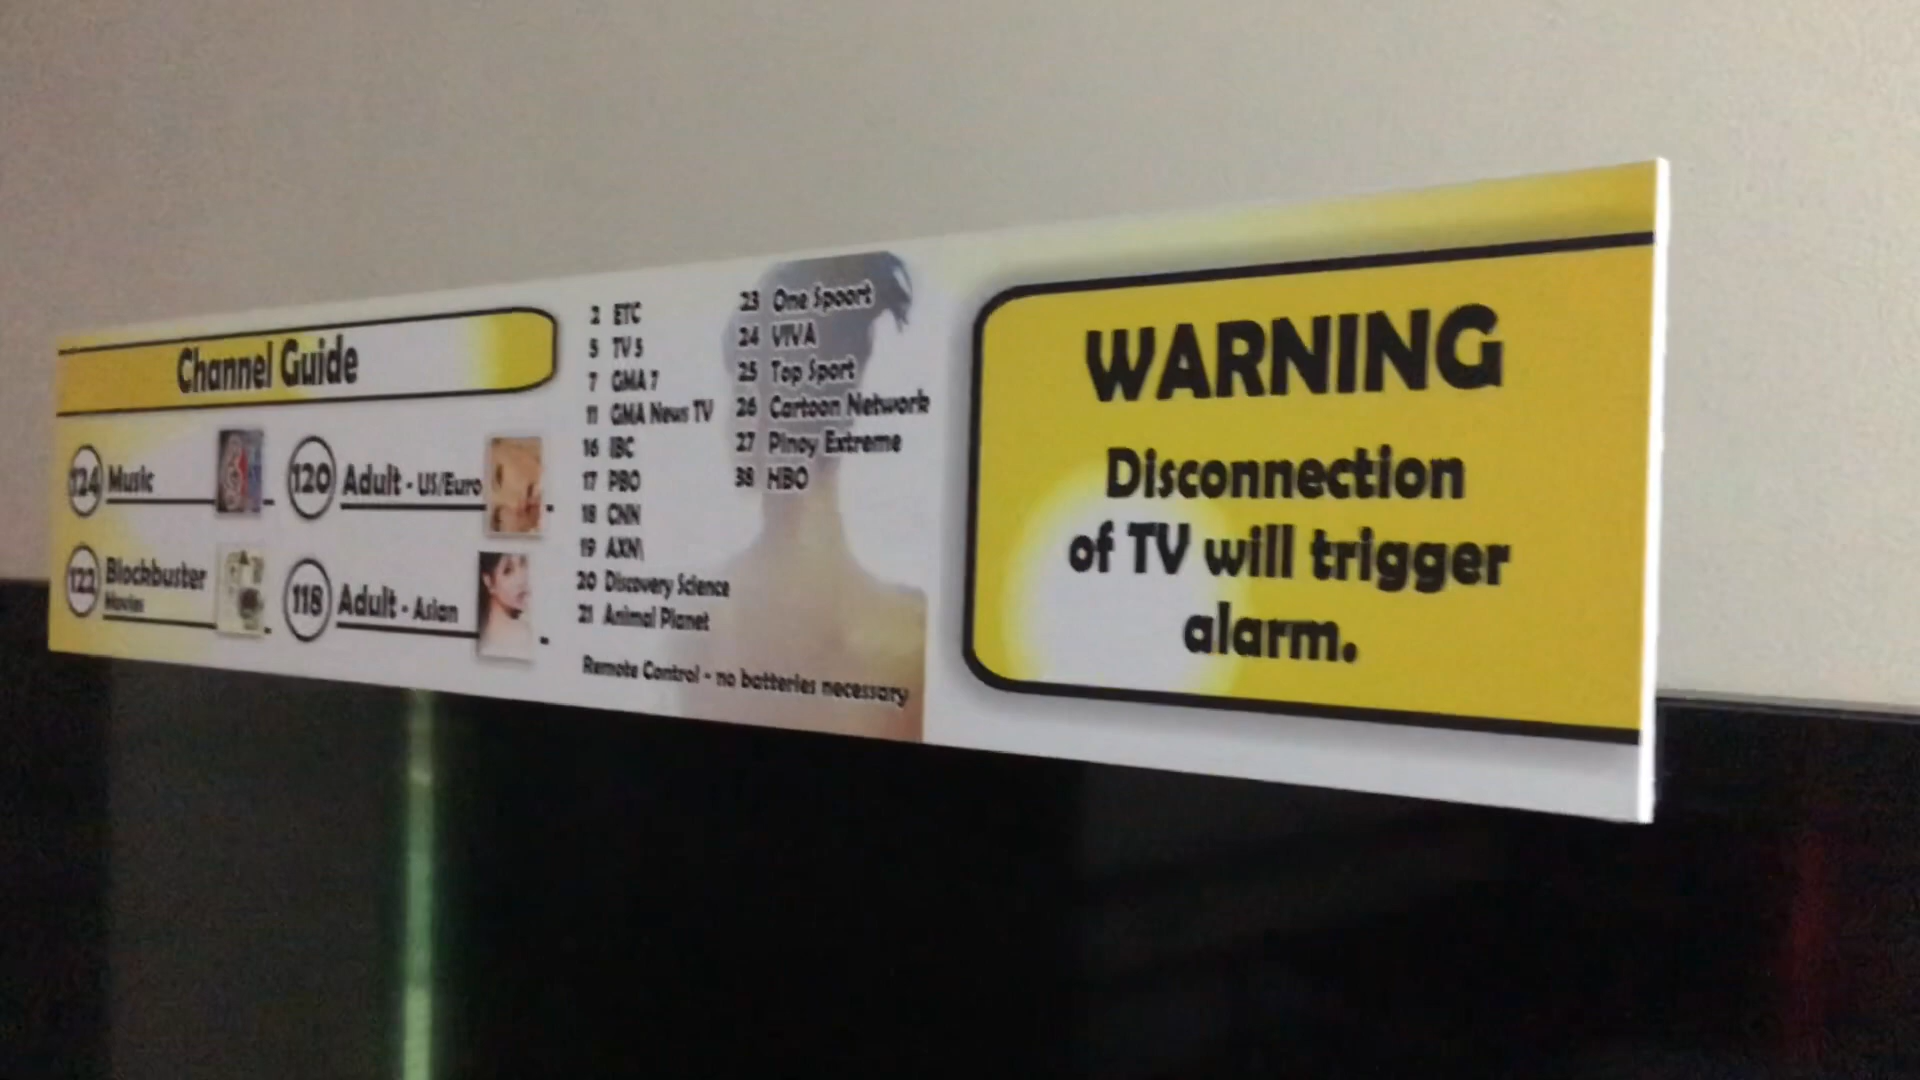 Channel Guide
124 Music
120 Adult - US/Euro
122 Blockbuster
Movies
118 Adult - Asian
2 ETC
5 TV5
7 GMA 7
11 GMA News TV
16 IBC
17 PBO
18 CNN
19 AXN\
20 Discovery Science
21 Animal Planet
23 One Spoort
24 VIVA
25 Top Sport
26 Cartoon Network
27 Pinoy Extreme
38 HBO
Remote Control - no batteries necessary
WARNING
Disconnection
of TV will trigger
alarm.